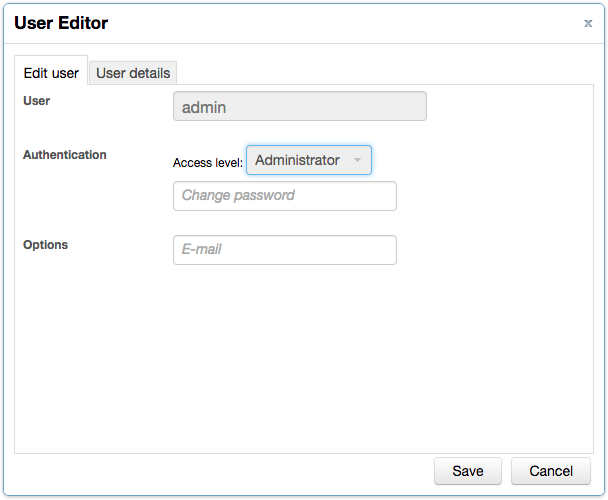 User Editor x
Edit user User details
User admin
Authentication Access level: Administrator
Change password
Options E-mail
Save Cancel